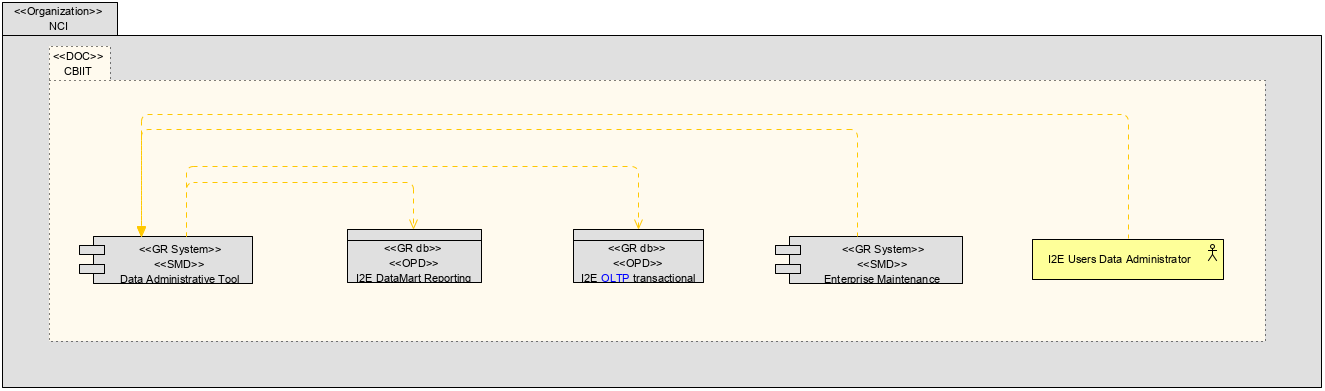 <<Organization>>
NCI
<<DOC>>
CBIIT
<<GR System>>
<<SMD>>
Data Administrative Tool
<<GR db>>
<<OPD>>
I2E DataMart Reporting
<<GR db>>
<<OPD>>
I2E OLTP transactional
<<GR System>>
<<SMD>>
Enterprise Maintenance
I2E Users Data Administrator